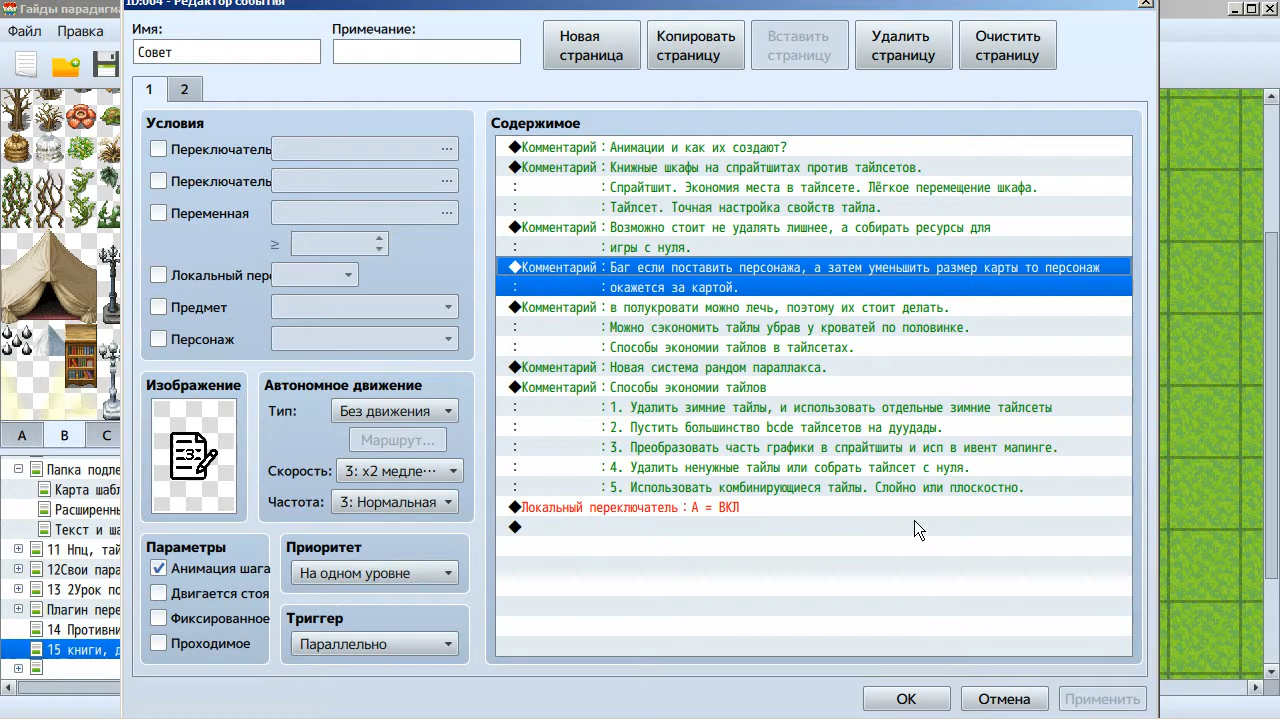 Гайды парадигма
Файл Правка
ID:004 - Редактор события
Имя:
Примечание:
Совет
Новая страница
Копировать страницу
Вставить страницу
Удалить страницу
Очистить страницу
1 2
Условия
Переключатель ...
Переключатель ...
Переменная ...
≥
Локальный пер
Предмет
Персонаж
Изображение
Автономное движение
Тип: Без движения
Маршрут...
Скорость: 3: x2 медле···
Частота: 3: Нормальная
Параметры
Анимация шага
Двигается стоя
Фиксированное
Проходимое
Приоритет
На одном уровне
Триггер
Параллельно
Содержимое
◆Комментарий : Анимации и как их создают?
◆Комментарий : Книжные шкафы на спрайтшитах против тайлсетов.
: : Спрайтшит. Экономия места в тайлсете. Лёгкое перемещение шкафа.
: : Тайлсет. Точная настройка свойств тайла.
◆Комментарий : Возможно стоит не удалять лишнее, а собирать ресурсы для
: : игры с нуля.
◆Комментарий : Баг если поставить персонажа, а затем уменьшить размер карты то персонаж
: : окажется за картой.
◆Комментарий : в полукровати можно лечь, поэтому их стоит делать.
: : Можно сэкономить тайлы убрав у кроватей по половинке.
: : Способы экономии тайлов в тайлсетах.
◆Комментарий : Новая система рандом параллакса.
◆Комментарий : Способы экономии тайлов
: : 1. Удалить зимние тайлы, и использовать отдельные зимние тайлсеты
: : 2. Пустить большинство bcde тайлсетов на дуудады.
: : 3. Преобразовать часть графики в спрайтшиты и исп в ивент мапинге.
: : 4. Удалить ненужные тайлы или собрать тайлсет с нуля.
: : 5. Использовать комбинирующиеся тайлы. Слойно или плоскостно.
◆Локальный переключатель : A = ВКЛ
◆
A B C
Папка подле
Карта шабл
Расширенны
Текст и ша
11 Нпц, тай
12Свои пара
13 2Урок по
Плагин пере
14 Противни
15 книги, д
OK
Отмена
Применить